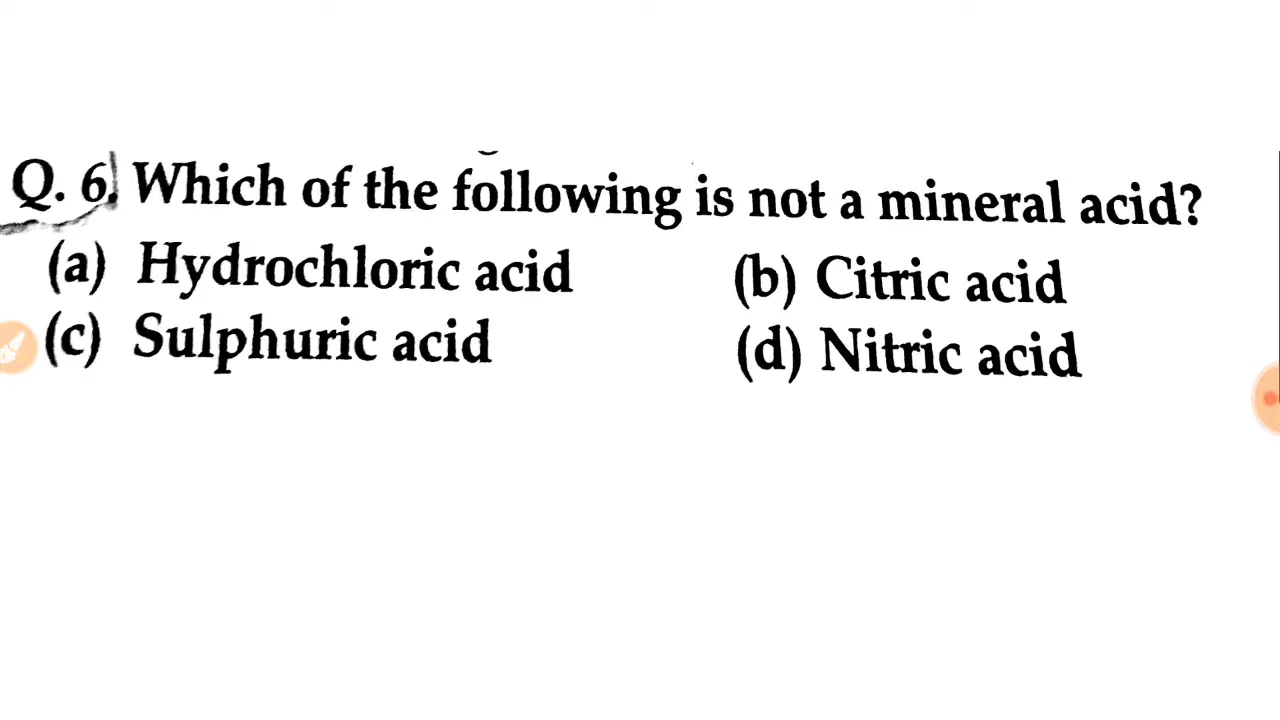 Q. 6. Which of the following is not a mineral acid?
(a) Hydrochloric acid (b) Citric acid
(c) Sulphuric acid (d) Nitric acid